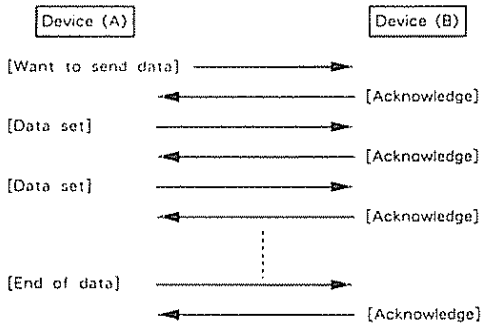 Device (A) Device (B)
[Want to send data]
[Acknowledge]
[Data set]
[Acknowledge]
[Data set]
[Acknowledge]
[End of data]
[Acknowledge]